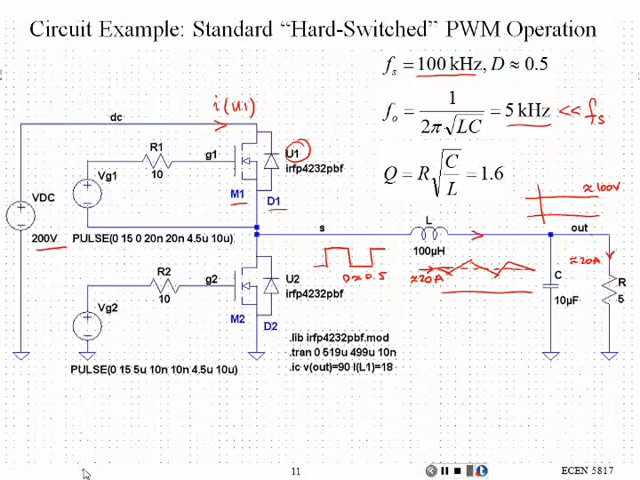 Circuit Example: Standard “Hard-Switched” PWM Operation
fs = 100 kHz, D ≈ 0.5
fo = 1 / 2π√LC = 5 kHz << fs
Q = R√C/L = 1.6
i(U1)
dc
R1
10
g1
U1
irfp4232pbf
Vg1
M1
D1
VDC
200V
PULSE(0 15 0 20n 20n 4.5u 10u)
s
L
100µH
≈100V
out
≈20A
D≈0.5
≈20A
R2
10
g2
U2
irfp4232pbf
Vg2
M2
D2
C
10µF
R
5
PULSE(0 15 5u 10n 10n 4.5u 10u)
.lib irfp4232pbf.mod
.tran 0 519u 499u 10n
.ic v(out)=90 I(L1)=18
11
ECEN 5817